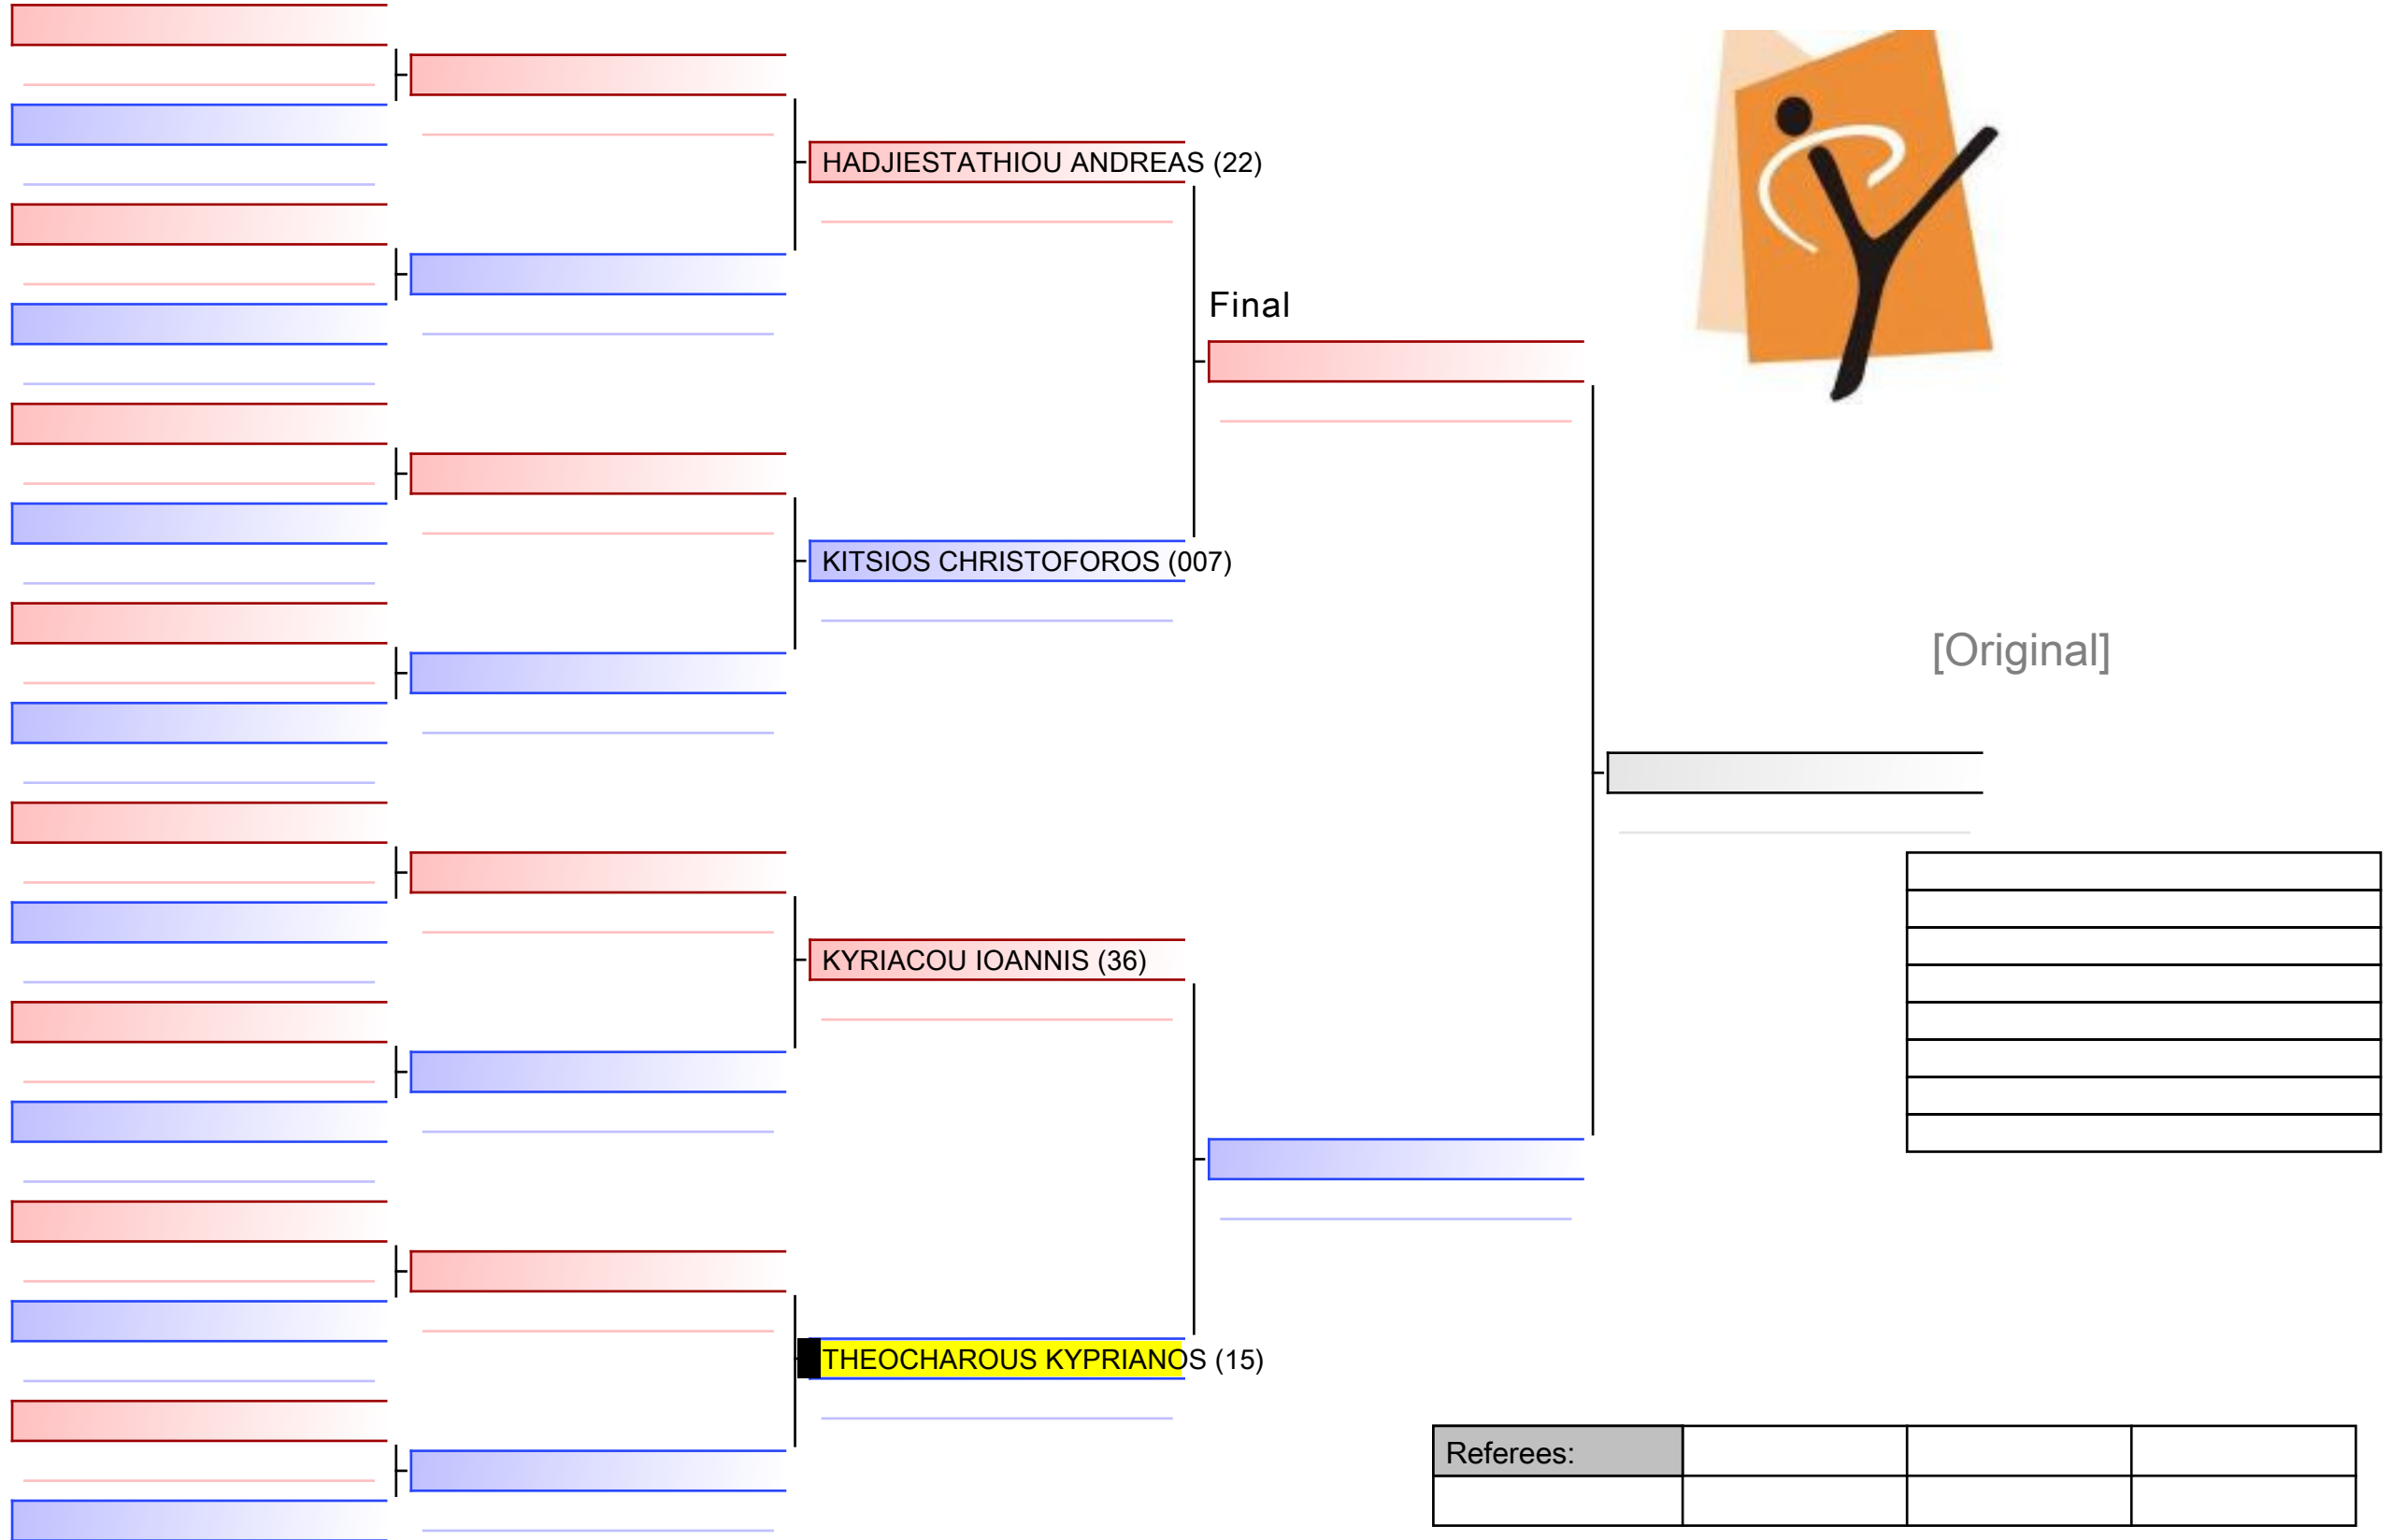 HADJIESTATHIOU ANDREAS (22)
Final
KITSIOS CHRISTOFOROS (007)
[Original]
KYRIACOU IOANNIS (36)
THEOCHAROUS KYPRIANOS (15)
Referees: